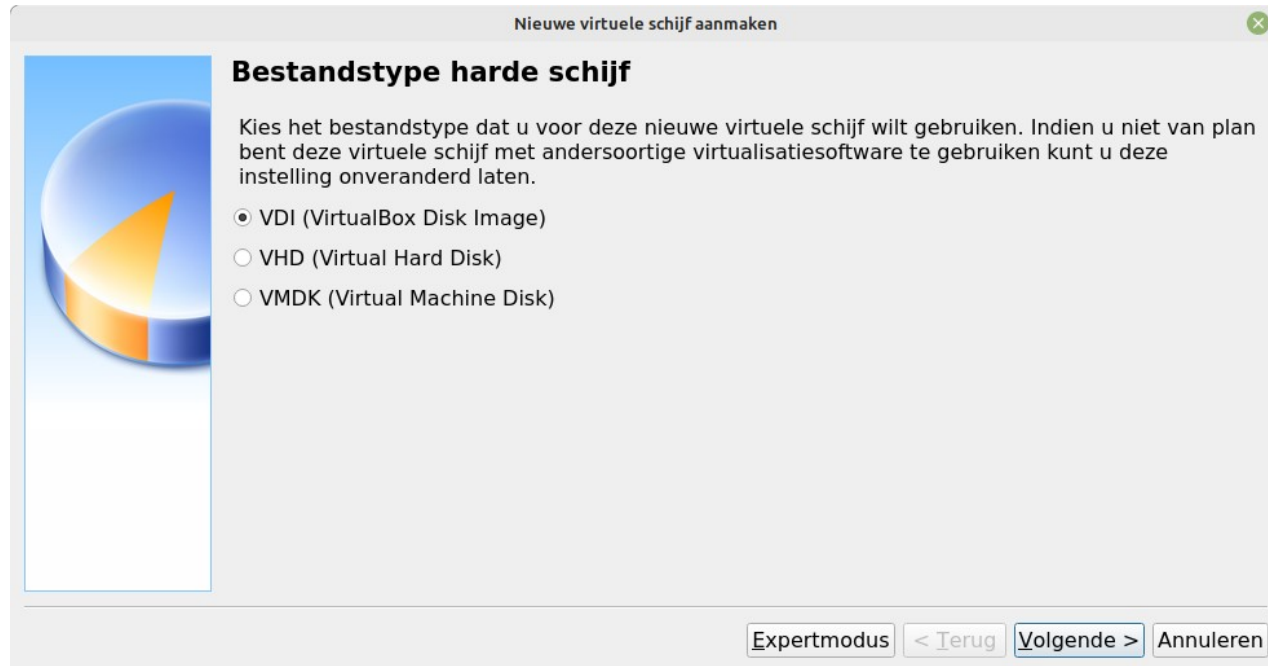 Nieuwe virtuele schijf aanmaken
Bestandstype harde schijf
Kies het bestandstype dat u voor deze nieuwe virtuele schijf wilt gebruiken. Indien u niet van plan
bent deze virtuele schijf met andersoortige virtualisatiesoftware te gebruiken kunt u deze
instelling onveranderd laten.
VDI (VirtualBox Disk Image)
VHD (Virtual Hard Disk)
VMDK (Virtual Machine Disk)
Expertmodus < Terug Volgende > Annuleren